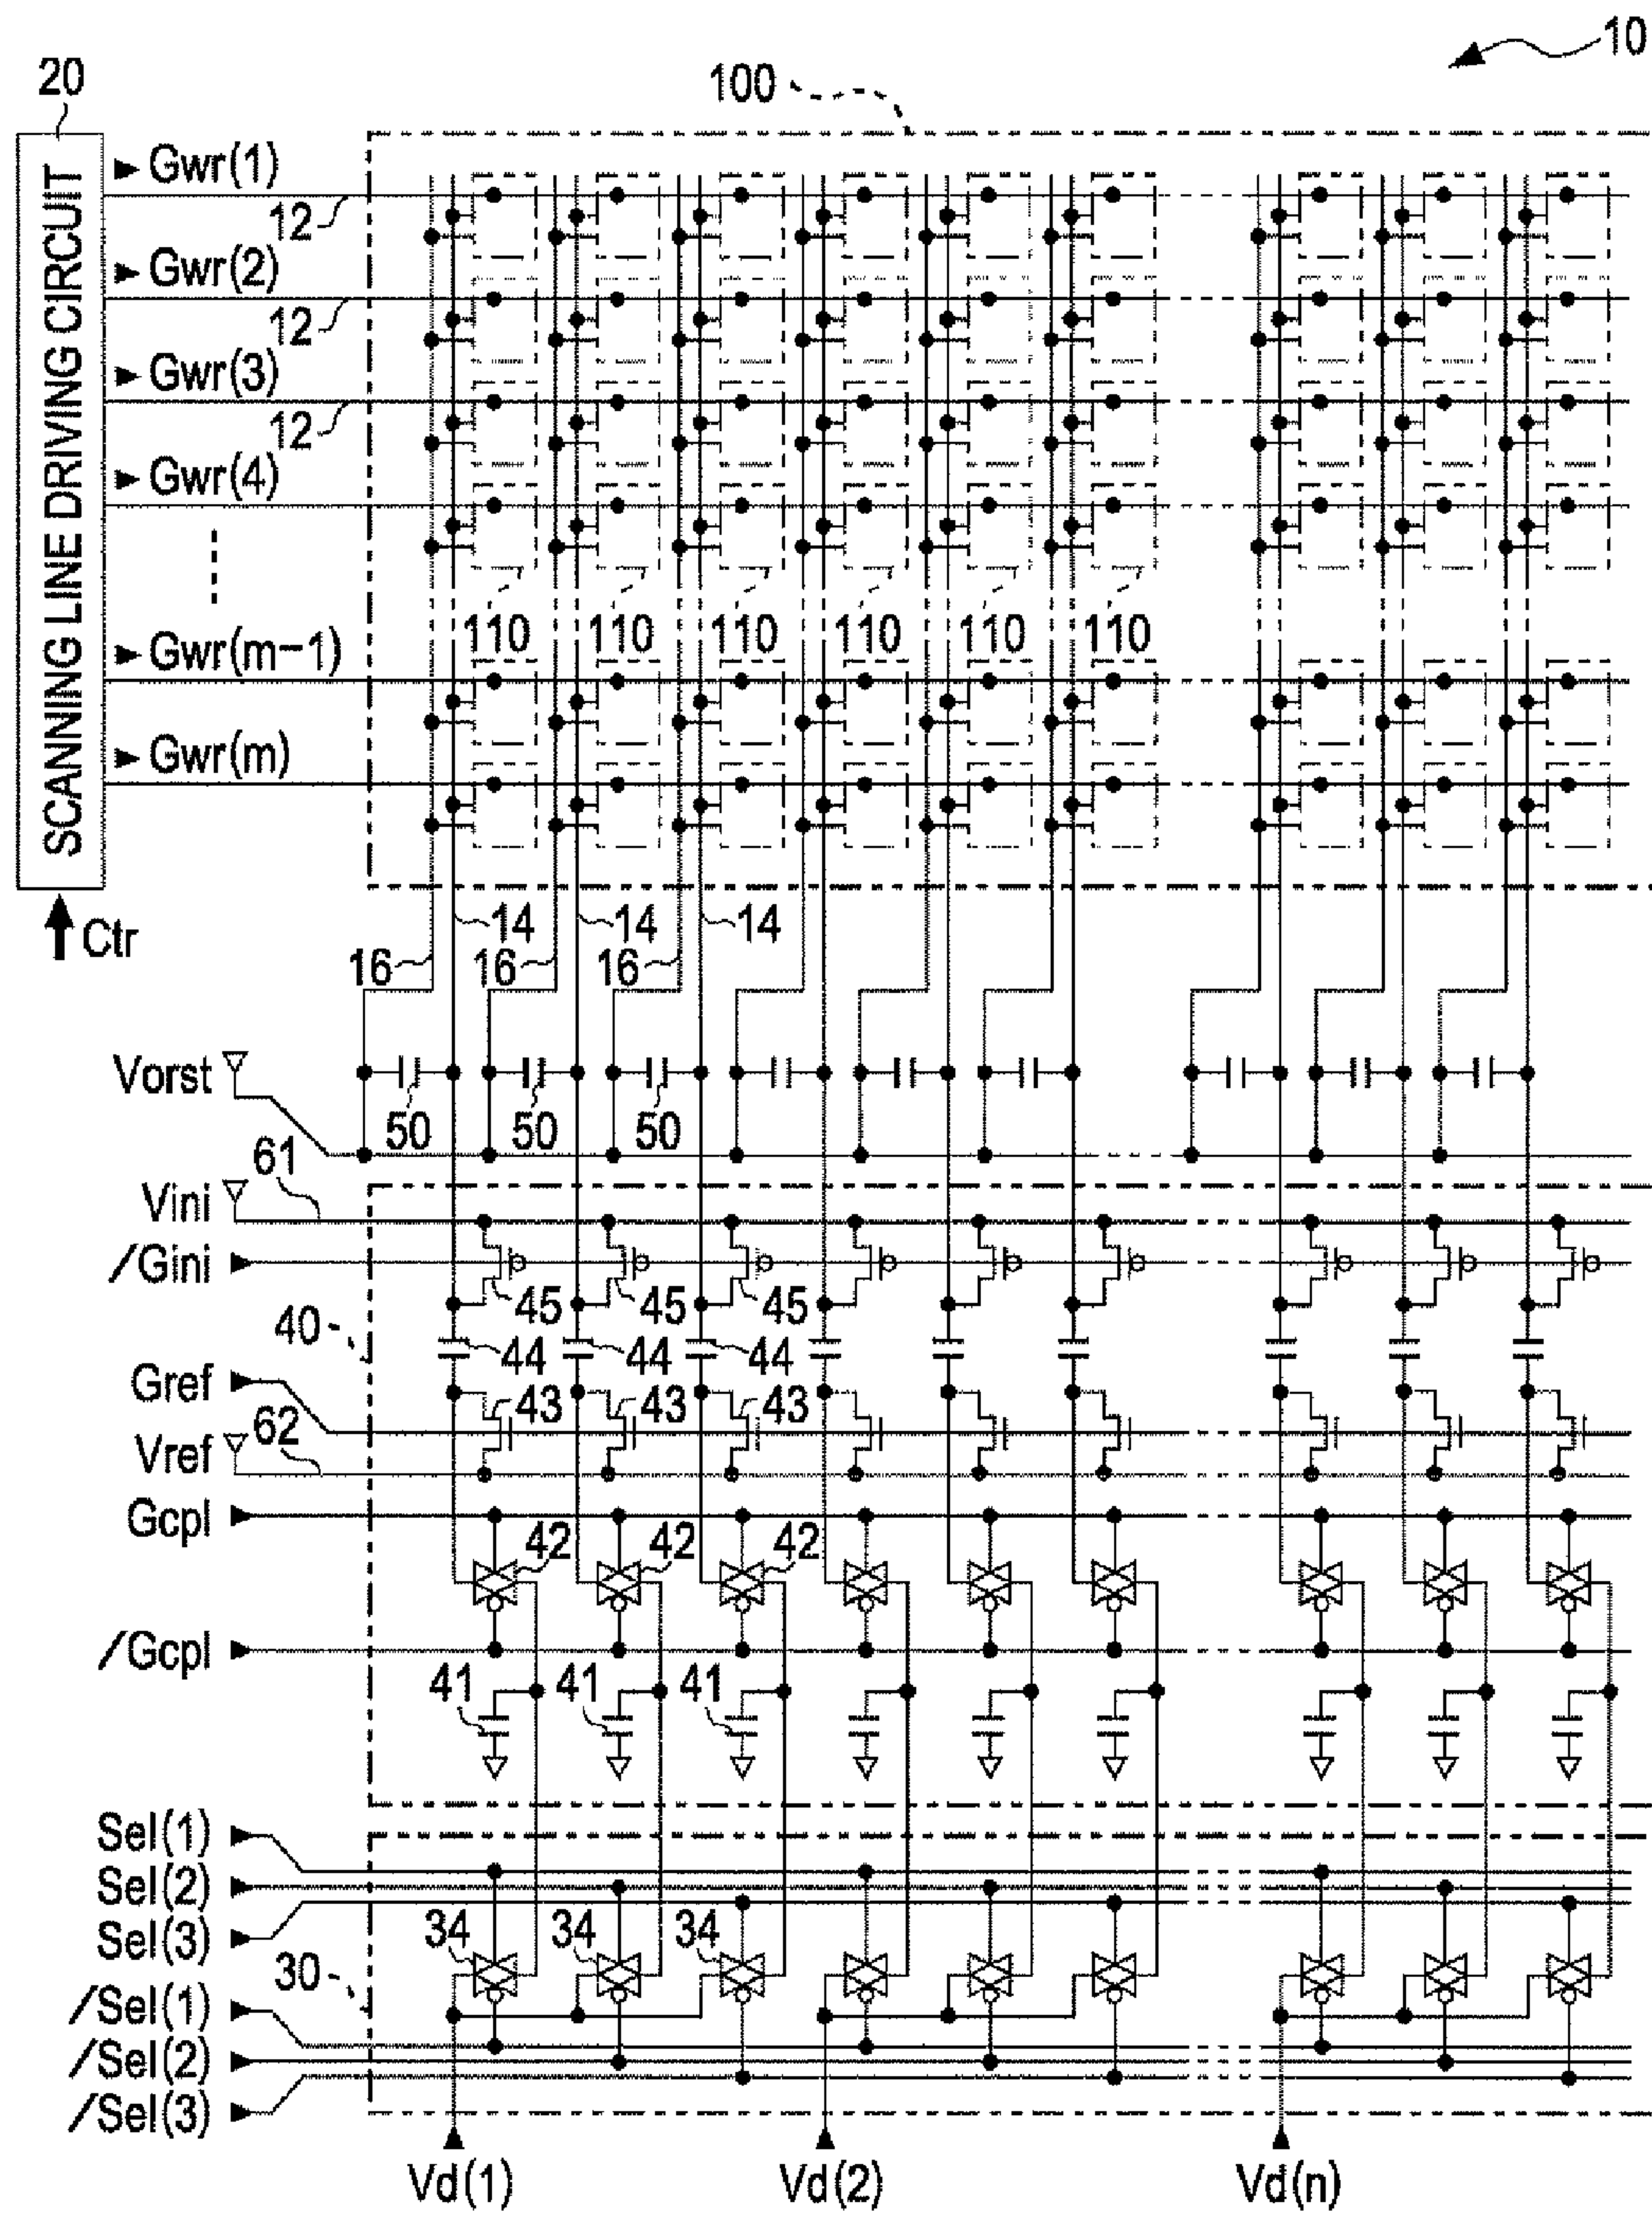 10
20
100
SCANNING LINE DRIVING CIRCUIT
Gwr(1)
12
Gwr(2)
12
Gwr(3)
12
Gwr(4)
110 110 110 110 110 110
Gwr(m-1)
Gwr(m)
Ctr
14 14 14
16 16 16
Vorst
50 50 50
61
Vini
/Gini
45 45 45
40
44 44 44
Gref
43 43 43
62
Vref
Gcpl
42 42 42
/Gcpl
41 41 41
Sel(1)
Sel(2)
Sel(3)
34 34 34
30
/Sel(1)
/Sel(2)
/Sel(3)
Vd(1) Vd(2) Vd(n)